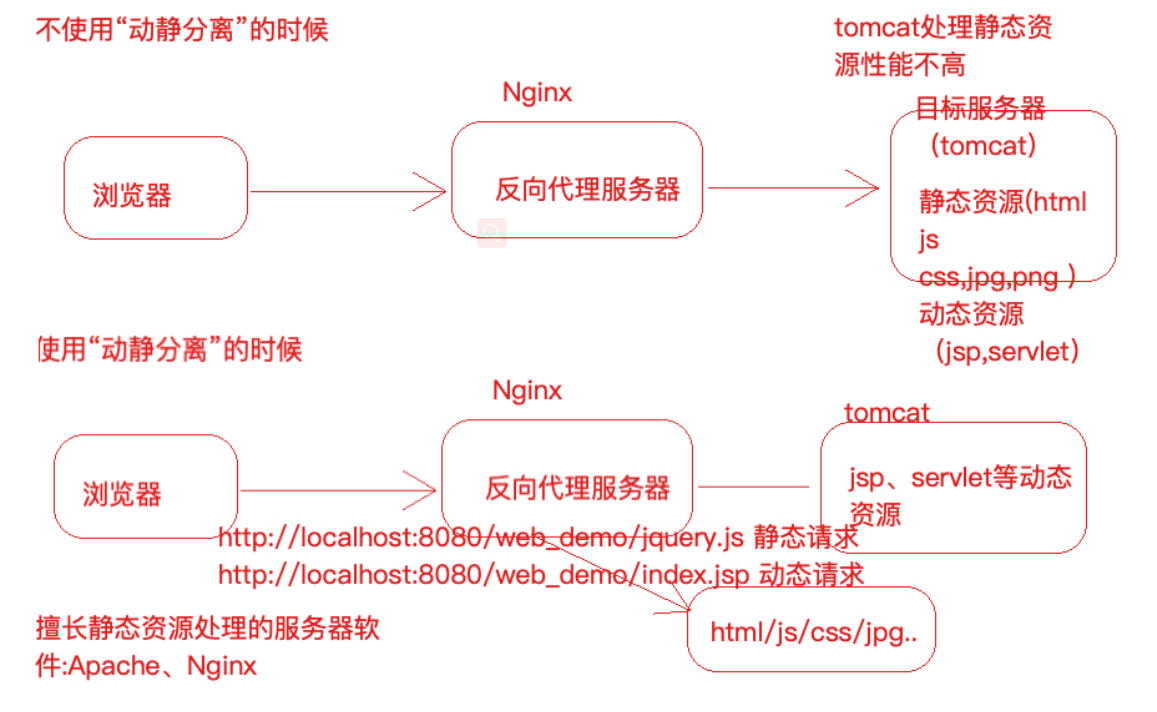 不使用“动静分离”的时候
tomcat处理静态资
源性能不高
Nginx
浏览器
反向代理服务器
目标服务器
（tomcat）
静态资源(html
js
css,jpg,png ）
动态资源
（jsp,servlet）
使用“动静分离”的时候
Nginx
tomcat
浏览器
反向代理服务器
jsp、servlet等动态
资源
http://localhost:8080/web_demo/jquery.js 静态请求
http://localhost:8080/web_demo/index.jsp 动态请求
html/js/css/jpg..
擅长静态资源处理的服务器软
件:Apache、Nginx